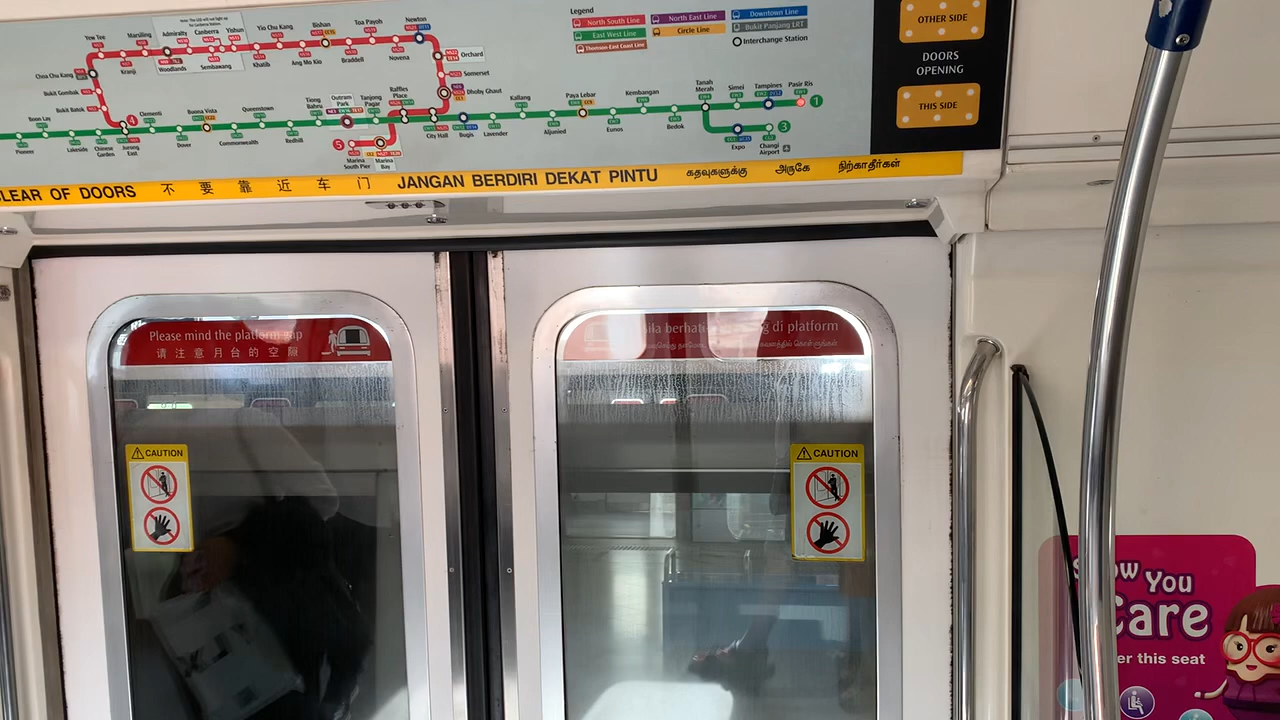 Legend
North South Line
North East Line
Downtown Line
East West Line
Circle Line
Bukit Panjang LRT
Thomson-East Coast Line
Interchange Station
Yew Tee
Marsiling
Admiralty
Canberra
Yishun
Yio Chu Kang
Bishan
Toa Payoh
Newton
Kranji
Woodlands
Sembawang
Khatib
Ang Mo Kio
Braddell
Novena
Orchard
Somerset
Dhoby Ghaut
Choa Chu Kang
Bukit Gombak
Bukit Batok
4
Boon Lay
Pioneer
Lakeside
Chinese Garden
Jurong East
Clementi
Dover
Buona Vista
Commonwealth
Queenstown
Redhill
Tiong Bahru
Outram Park
Tanjong Pagar
Raffles Place
City Hall
Bugis
Lavender
Kallang
Aljunied
Paya Lebar
Eunos
Kembangan
Bedok
Tanah Merah
Simei
Tampines
Pasir Ris
1
Expo
Changi Airport
3
5
Marina South Pier
Marina Bay
OTHER SIDE
DOORS
OPENING
THIS SIDE
CLEAR OF DOORS 不要靠近车门 JANGAN BERDIRI DEKAT PINTU கதவுகளுக்கு அருகே நிற்காதீர்கள்
Please mind the platform gap
请注意月台的空隙
di platform
CAUTION
CAUTION
You
Care
this seat